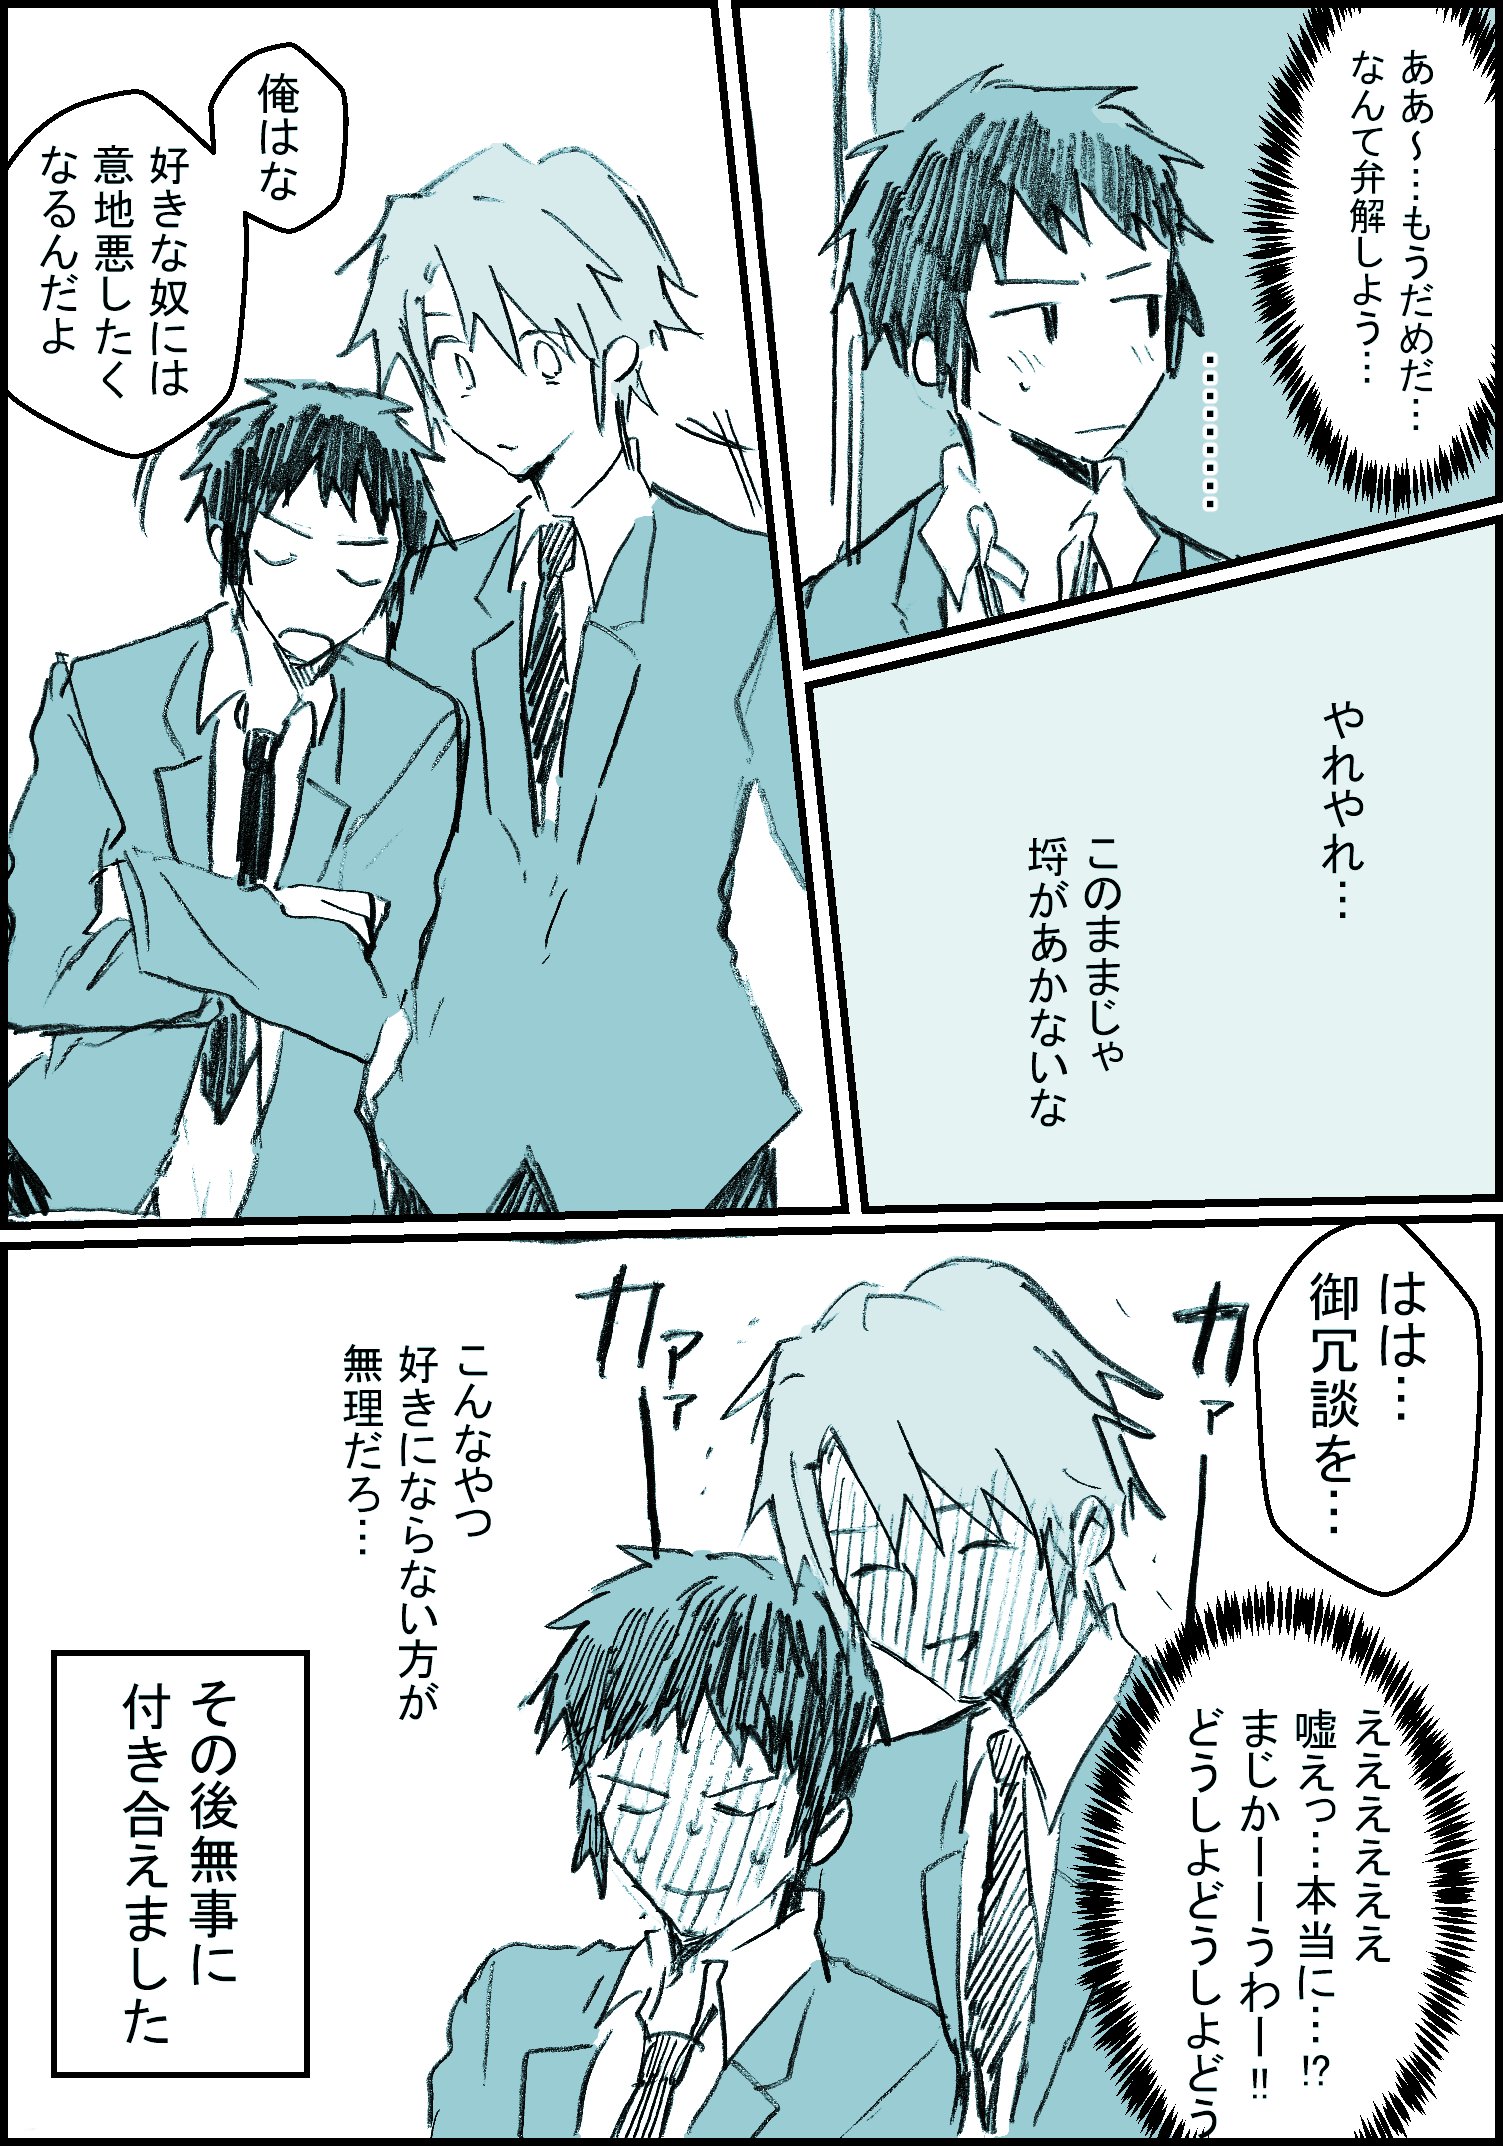 ああ～…もうだめだ…
なんて弁解しよう…
………
やれやれ…
このままじゃ
埒があかないな
俺はな
好きな奴には
意地悪したく
なるんだよ
はは…
御冗談を…
カァー
ええええええ
嘘えっ…本当に…!?
まじかーーうわー!!
どうしよどうしよどう
カァァー
こんなやつ
好きにならない方が
無理だろ…
その後無事に
付き合えました